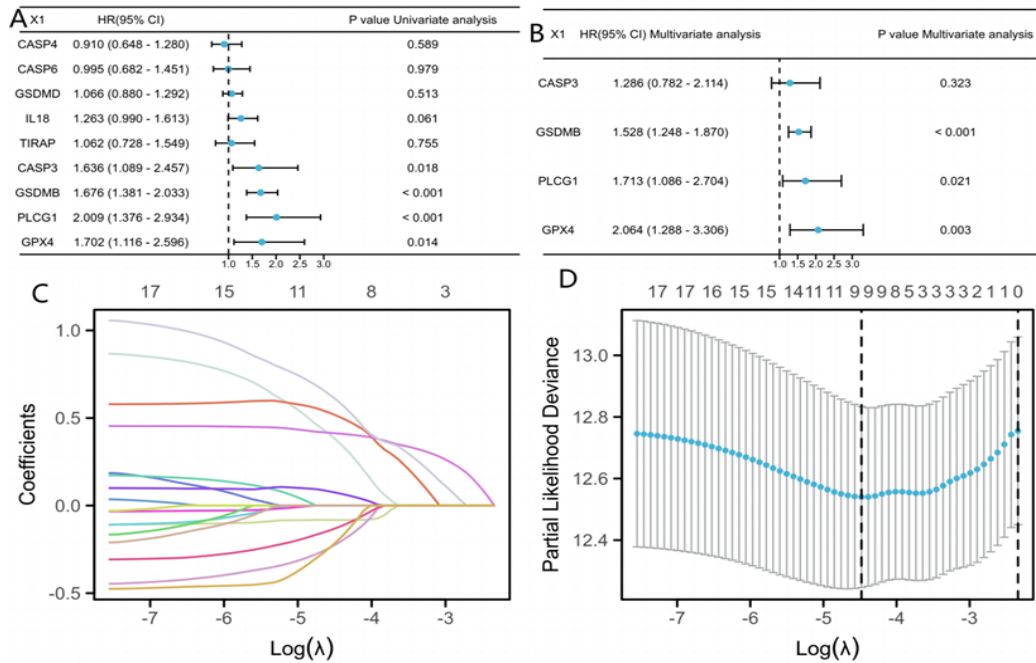 A
X1 HR(95% CI) P value Univariate analysis
CASP4 0.910 (0.648 - 1.280) 0.589
CASP6 0.995 (0.682 - 1.451) 0.979
GSDMD 1.066 (0.880 - 1.292) 0.513
IL18 1.263 (0.990 - 1.613) 0.061
TIRAP 1.062 (0.728 - 1.549) 0.755
CASP3 1.636 (1.089 - 2.457) 0.018
GSDMB 1.676 (1.381 - 2.033) < 0.001
PLCG1 2.009 (1.376 - 2.934) < 0.001
GPX4 1.702 (1.116 - 2.596) 0.014
1.0 1.5 2.0 2.5 3.0
B
X1 HR(95% CI) Multivariate analysis P value Multivariate analysis
CASP3 1.286 (0.782 - 2.114) 0.323
GSDMB 1.528 (1.248 - 1.870) < 0.001
PLCG1 1.713 (1.086 - 2.704) 0.021
GPX4 2.064 (1.288 - 3.306) 0.003
1.0 1.5 2.0 2.5 3.0
C
17 15 11 8 3
1.0
0.5
0.0
-0.5
Coefficients
-7 -6 -5 -4 -3
Log(λ)
D
17 17 16 15 15 14 11 11 9 9 9 8 5 3 3 3 3 2 1 1 0
13.0
12.8
12.6
12.4
Partial Likelihood Deviance
-7 -6 -5 -4 -3
Log(λ)